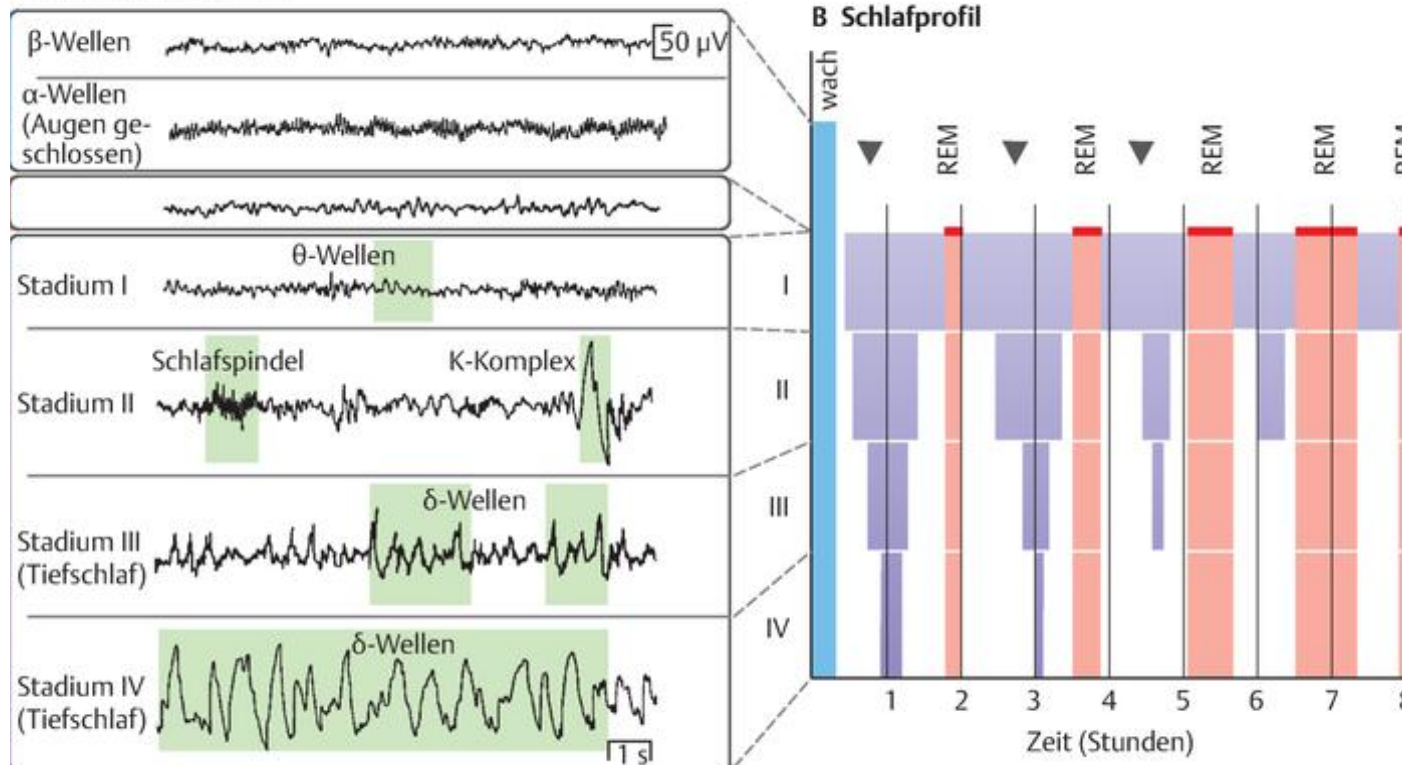 β-Wellen
50 µV
α-Wellen
(Augen ge-
schlossen)
θ-Wellen
Stadium I
Schlafspindel
K-Komplex
Stadium II
δ-Wellen
Stadium III
(Tiefschlaf)
δ-Wellen
Stadium IV
(Tiefschlaf)
1 s
B Schlafprofil
wach
REM
REM
REM
REM
REM
I
II
III
IV
1 2 3 4 5 6 7 8
Zeit (Stunden)